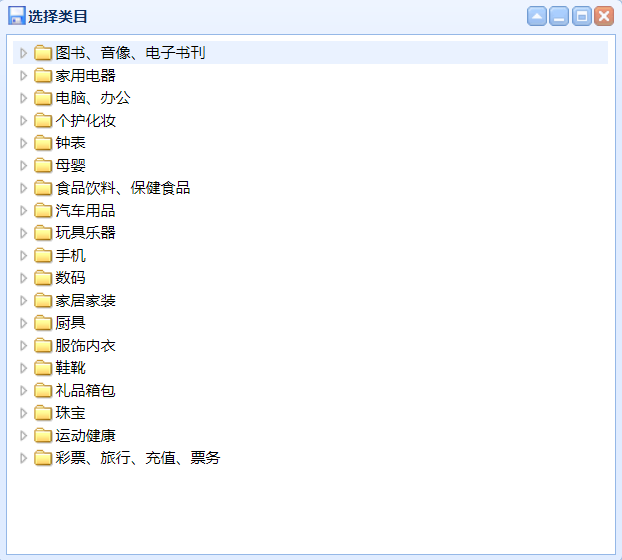 选择类目
图书、音像、电子书刊
家用电器
电脑、办公
个护化妆
钟表
母婴
食品饮料、保健食品
汽车用品
玩具乐器
手机
数码
家居家装
厨具
服饰内衣
鞋靴
礼品箱包
珠宝
运动健康
彩票、旅行、充值、票务